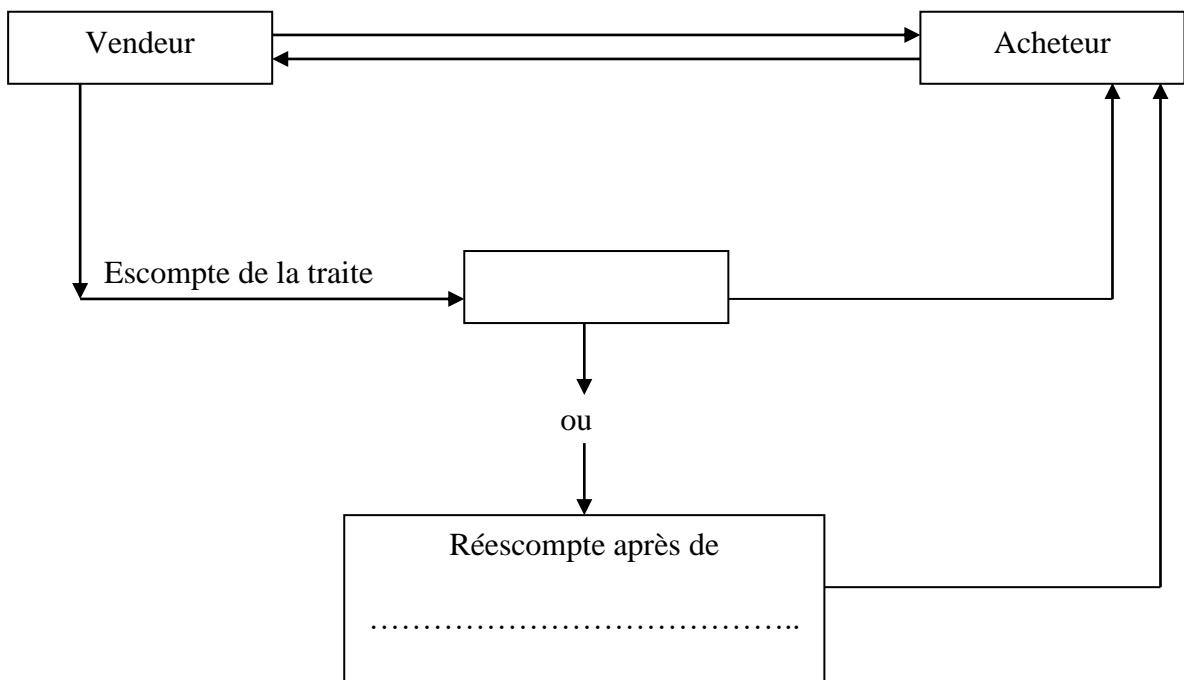 Vendeur
Acheteur
Escompte de la traite
ou
Réescompte après de
……………………………………..